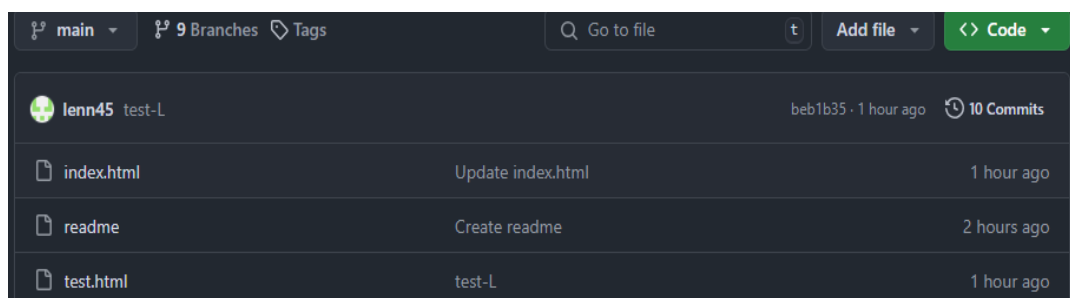 main 9 Branches Tags Go to file t Add file <> Code
lenn45 test-L beb1b35 · 1 hour ago 10 Commits
index.html Update index.html 1 hour ago
readme Create readme 2 hours ago
test.html test-L 1 hour ago